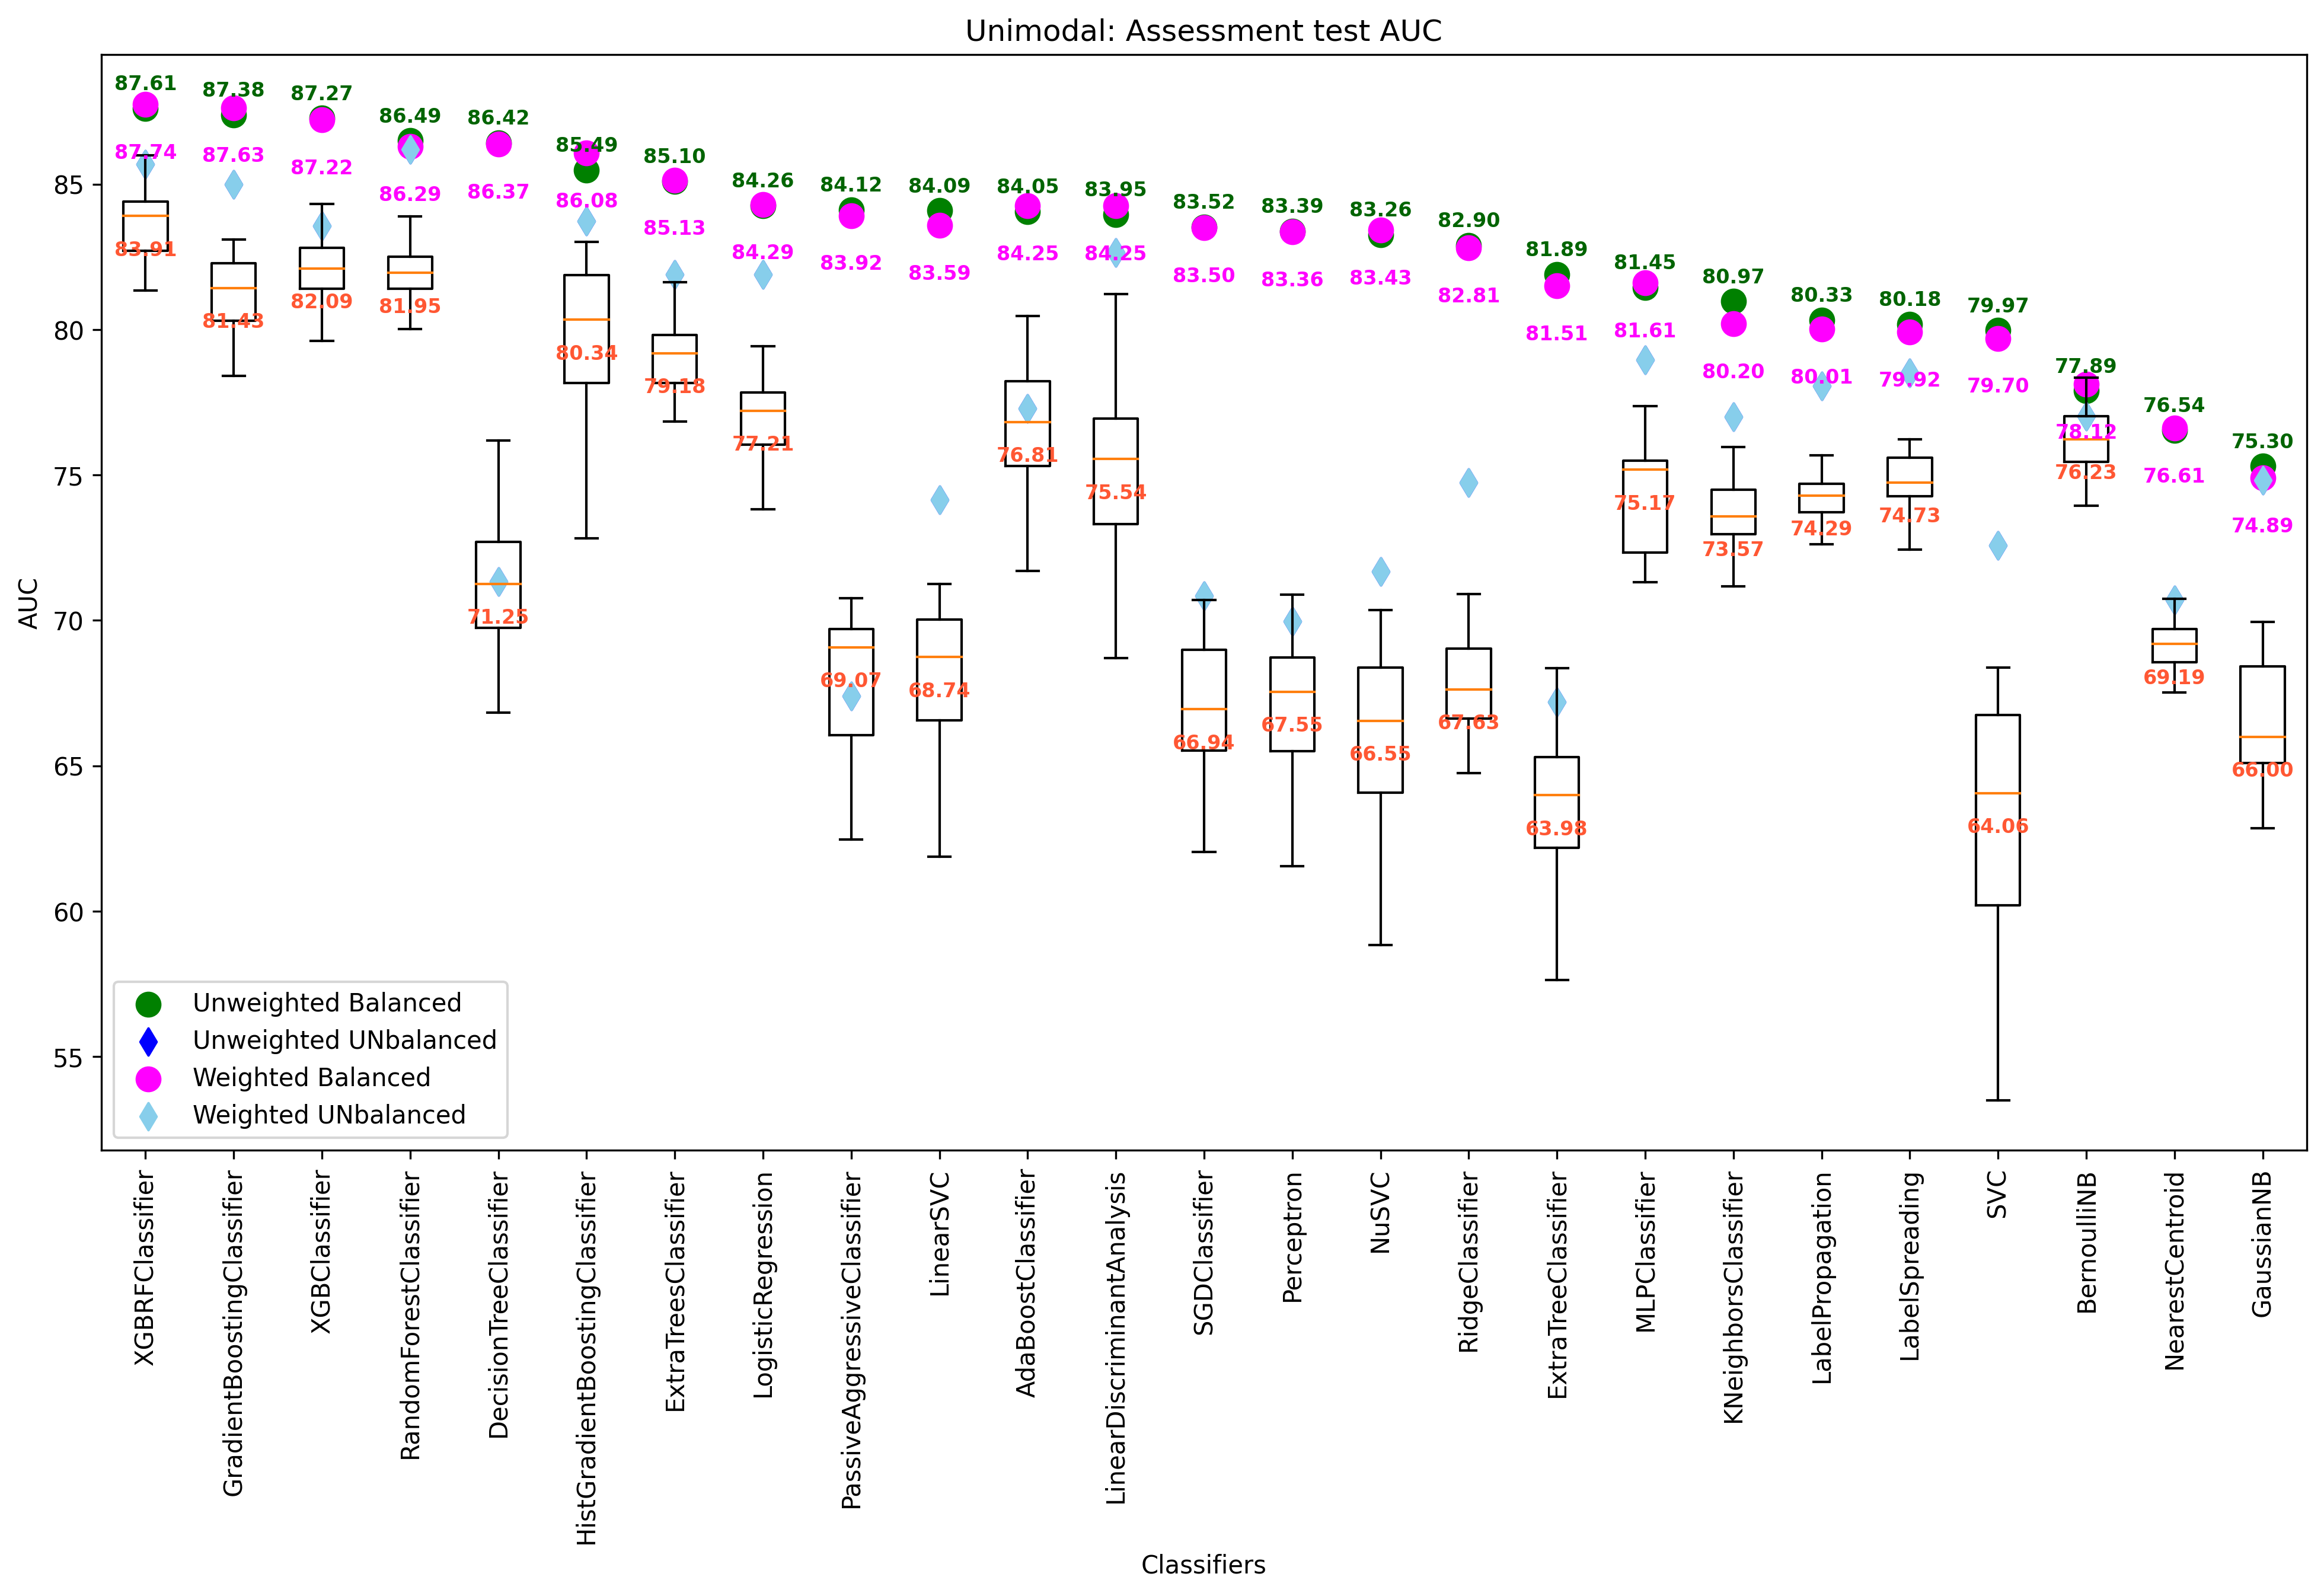 Unimodal: Assessment test AUC
AUC
85
80
75
70
65
60
55
87.61
87.38
87.27
86.49
86.42
85.49
85.10
84.26
84.12
84.09
84.05
83.95
83.52
83.39
83.26
82.90
81.89
81.45
80.97
80.33
80.18
79.97
77.89
76.54
75.30
87.74
87.63
87.22
86.29
86.37
86.08
85.13
84.29
83.92
83.59
84.25
84.25
83.50
83.36
83.43
82.81
81.51
81.61
80.20
80.01
79.92
79.70
78.12
76.61
74.89
83.91
81.43
82.09
81.95
71.25
80.34
79.18
77.21
69.07
68.74
76.81
75.54
66.94
67.55
66.55
67.63
63.98
75.17
73.57
74.29
74.73
64.06
76.23
69.19
66.00
Unweighted Balanced
Unweighted UNbalanced
Weighted Balanced
Weighted UNbalanced
XGBRFClassifier
GradientBoostingClassifier
XGBClassifier
RandomForestClassifier
DecisionTreeClassifier
HistGradientBoostingClassifier
ExtraTreesClassifier
LogisticRegression
PassiveAggressiveClassifier
LinearSVC
AdaBoostClassifier
LinearDiscriminantAnalysis
SGDClassifier
Perceptron
NuSVC
RidgeClassifier
ExtraTreeClassifier
MLPClassifier
KNeighborsClassifier
LabelPropagation
LabelSpreading
SVC
BernoulliNB
NearestCentroid
GaussianNB
Classifiers